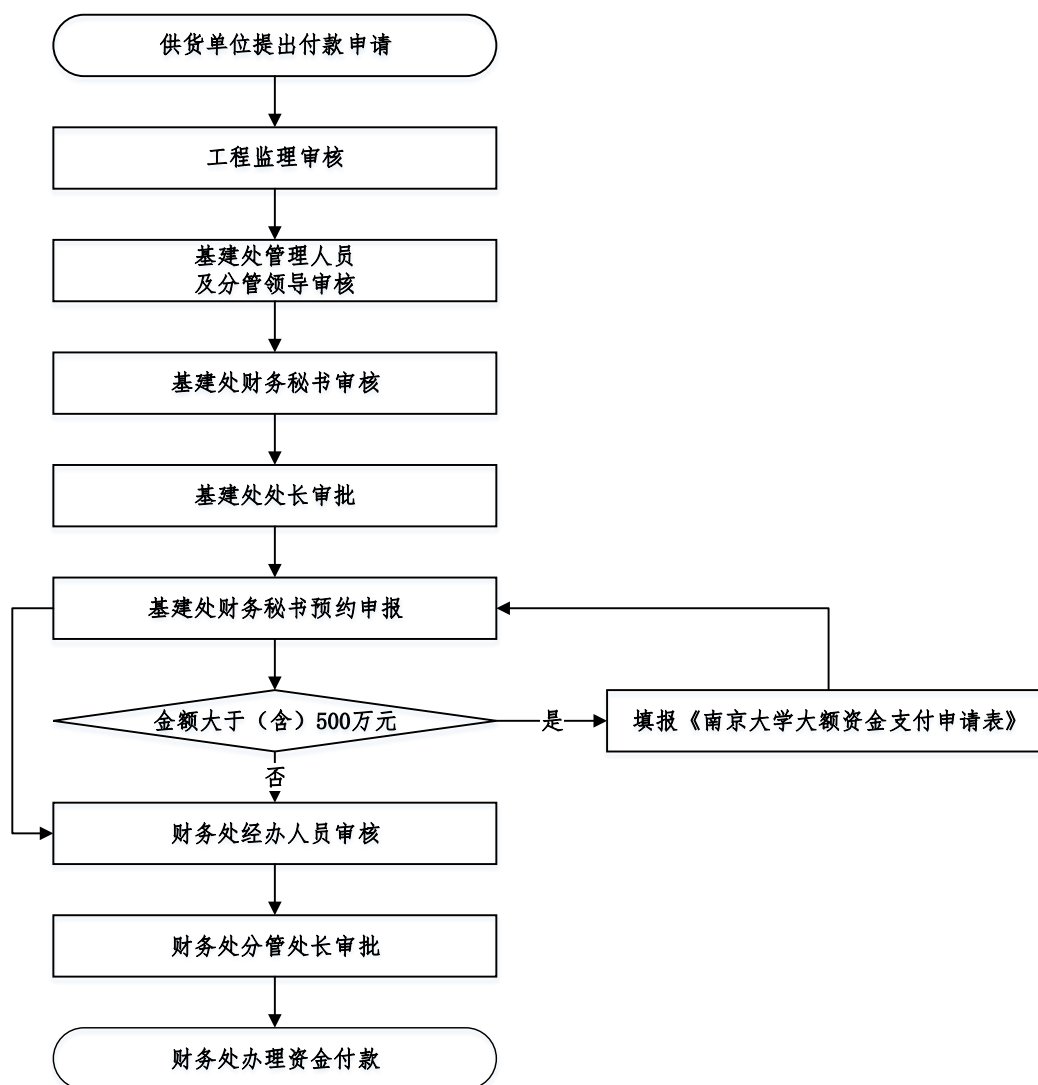 供货单位提出付款申请
工程监理审核
基建处管理人员
及分管领导审核
基建处财务秘书审核
基建处处长审批
基建处财务秘书预约申报
金额大于（含）500万元
是
填报《南京大学大额资金支付申请表》
否
财务处经办人员审核
财务处分管处长审批
财务处办理资金付款